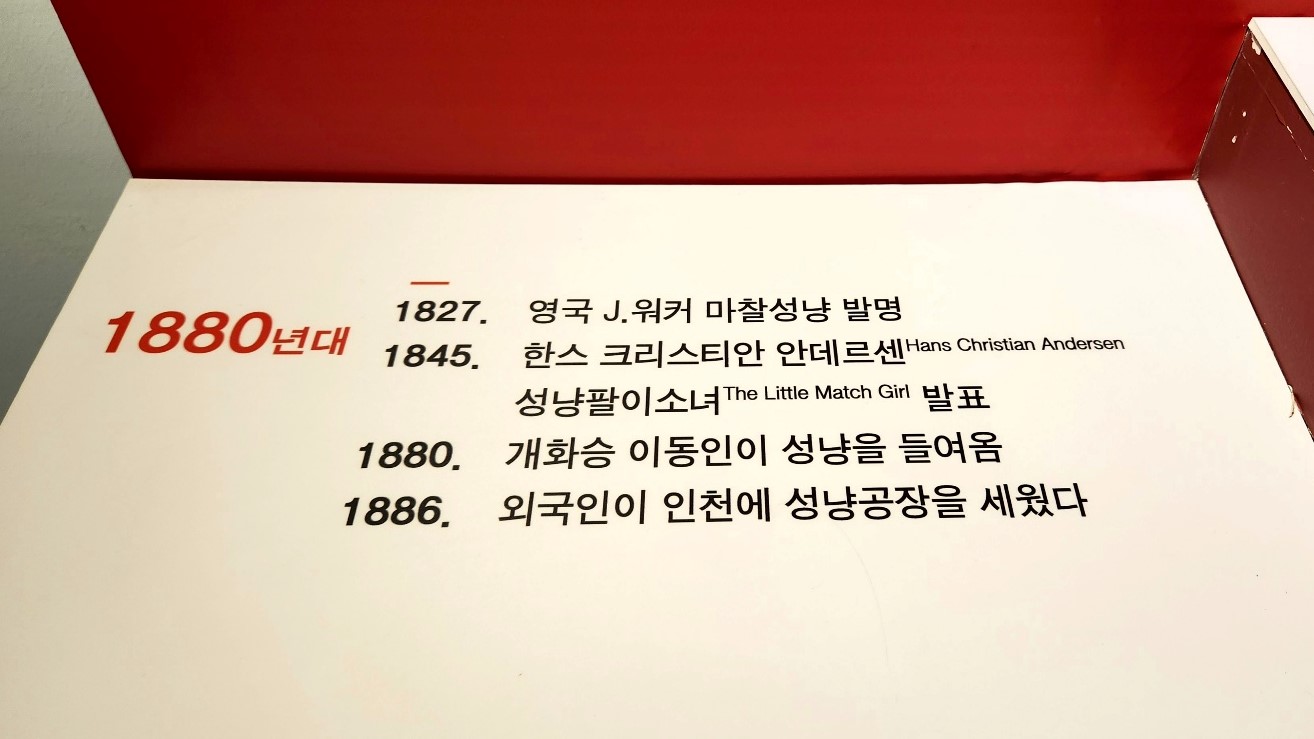 1880년대
1827. 영국 J.워커 마찰성냥 발명
1845. 한스 크리스티안 안데르센Hans Christian Andersen
성냥팔이소녀The Little Match Girl 발표
1880. 개화승 이동인이 성냥을 들여옴
1886. 외국인이 인천에 성냥공장을 세웠다